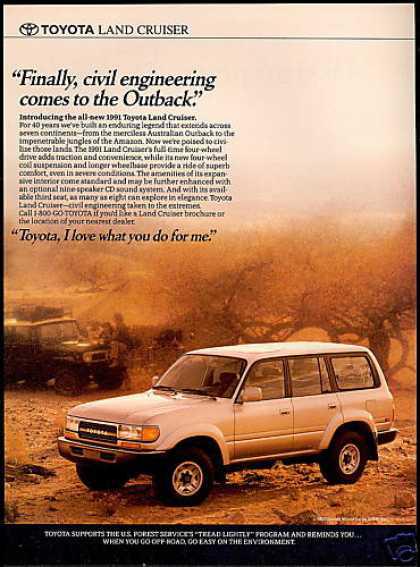 TOYOTA LAND CRUISER
“Finally, civil engineering
comes to the Outback.”
Introducing the all-new 1991 Toyota Land Cruiser.
For 40 years we've built an enduring legend that extends across
seven continents—from the merciless Australian Outback to the
impenetrable jungles of the Amazon. Now we're poised to civi-
lize those lands. The 1991 Land Cruiser's full-time four-wheel
drive adds traction and convenience, while its new four-wheel
coil suspension and longer wheelbase provide a ride of superb
comfort, even in severe conditions. The amenities of its expan-
sive interior come standard and may be further enhanced with
an optional nine-speaker CD sound system. And with its avail-
able third seat, as many as eight can explore in elegance. Toyota
Land Cruiser—civil engineering taken to the extremes.
Call 1-800-GO-TOYOTA if you'd like a Land Cruiser brochure or
the location of your nearest dealer.
“Toyota, I love what you do for me.”
TOYOTA
TOYOTA SUPPORTS THE U.S. FOREST SERVICE'S “TREAD LIGHTLY” PROGRAM AND REMINDS YOU...
WHEN YOU GO OFF-ROAD, GO EASY ON THE ENVIRONMENT.